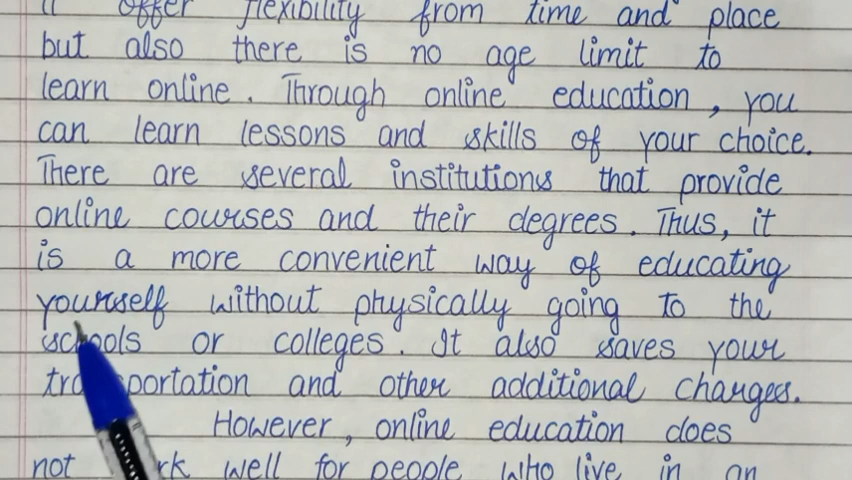 offer flexibility from time and place
but also there is no age limit to
learn online. Through online education, you
can learn lessons and skills of your choice.
There are several institutions that provide
online courses and their degrees. Thus, it
is a more convenient way of educating
yourself without physically going to the
schools or colleges. It also saves your
transportation and other additional charges.
However, online education does
not well for people who live in an